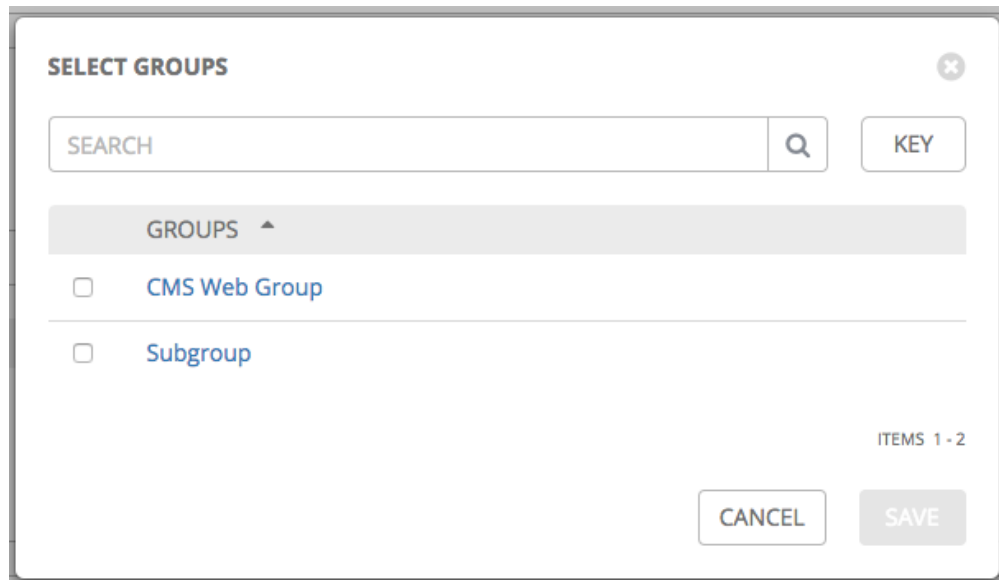 SELECT GROUPS
SEARCH
KEY
GROUPS
CMS Web Group
Subgroup
ITEMS 1 - 2
CANCEL
SAVE